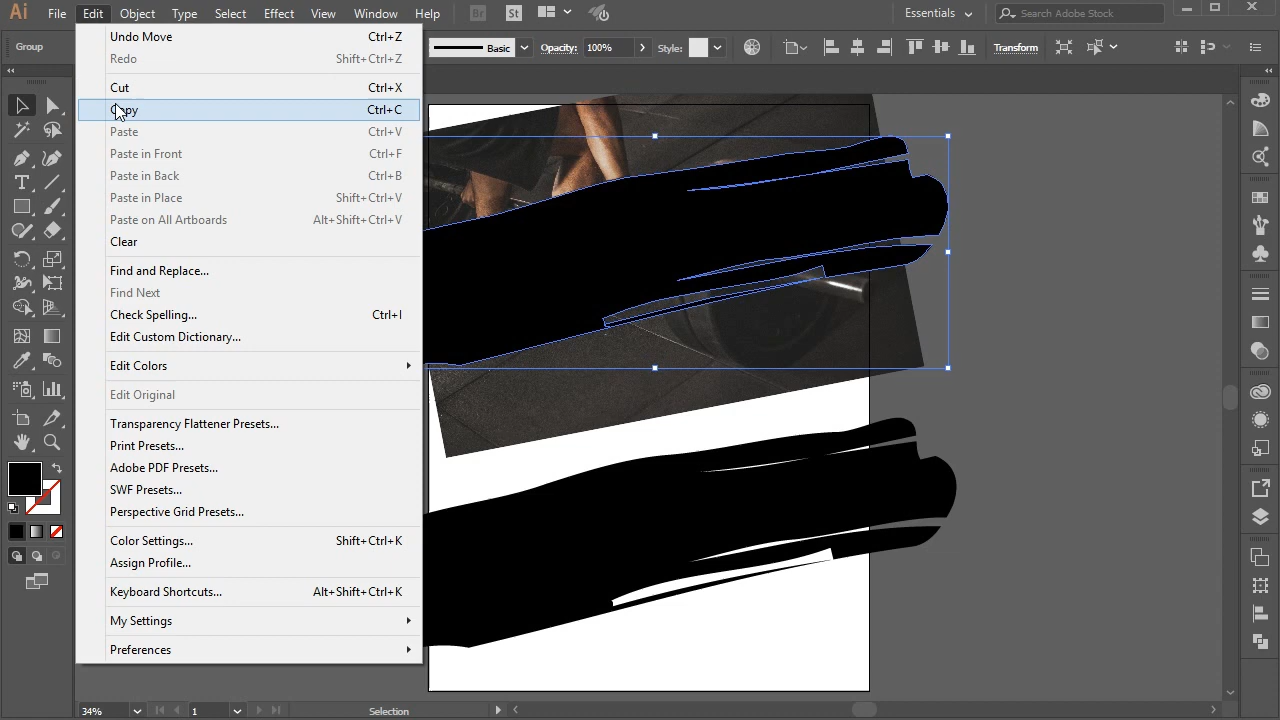 Ai File Edit Object Type Select Effect View Window Help Br St Essentials Search Adobe Stock
Group Basic Opacity: 100% Style: Transform
Undo Move Ctrl+Z
Redo Shift+Ctrl+Z
Cut Ctrl+X
Copy Ctrl+C
Paste Ctrl+V
Paste in Front Ctrl+F
Paste in Back Ctrl+B
Paste in Place Shift+Ctrl+V
Paste on All Artboards Alt+Shift+Ctrl+V
Clear
Find and Replace...
Find Next
Check Spelling... Ctrl+I
Edit Custom Dictionary...
Edit Colors
Edit Original
Transparency Flattener Presets...
Print Presets...
Adobe PDF Presets...
SWF Presets...
Perspective Grid Presets...
Color Settings... Shift+Ctrl+K
Assign Profile...
Keyboard Shortcuts... Alt+Shift+Ctrl+K
My Settings
Preferences
34% 1 Selection